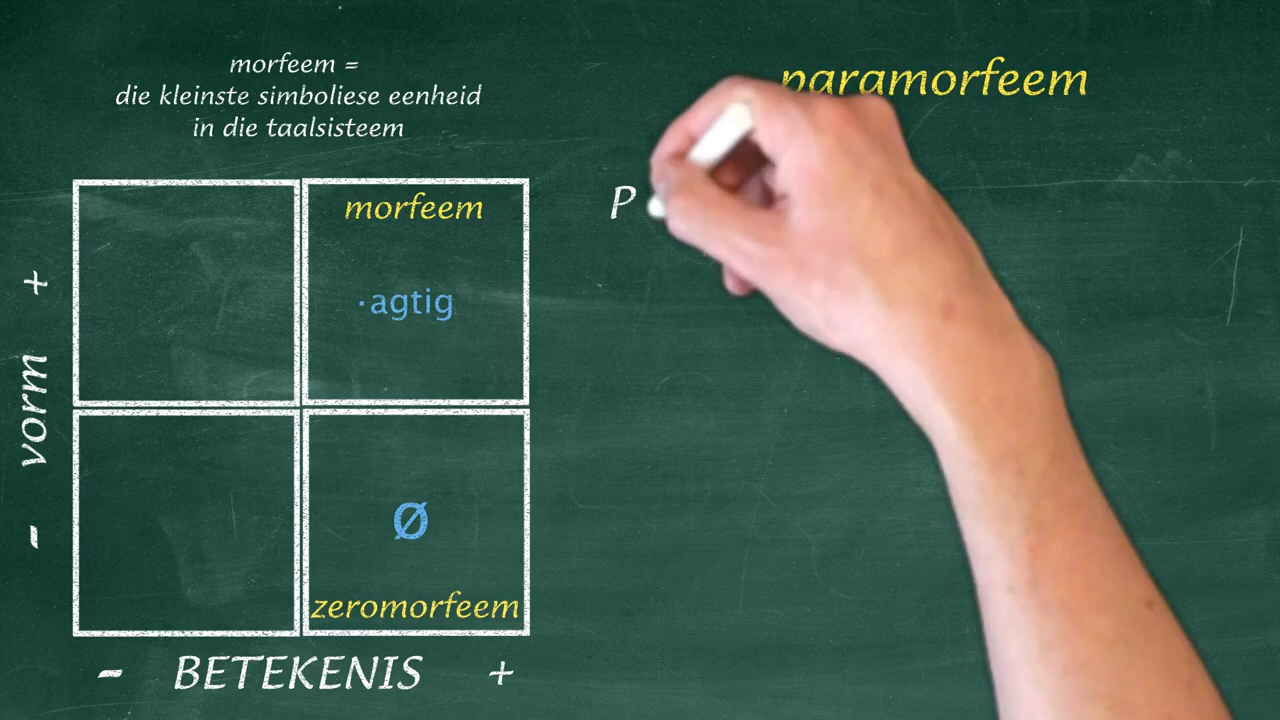 morfeem =
die kleinste simboliese eenheid
in die taalsisteem
paramorfeem
P
morfeem
·agtig
Ø
zeromorfeem
- vorm +
- BETEKENIS +